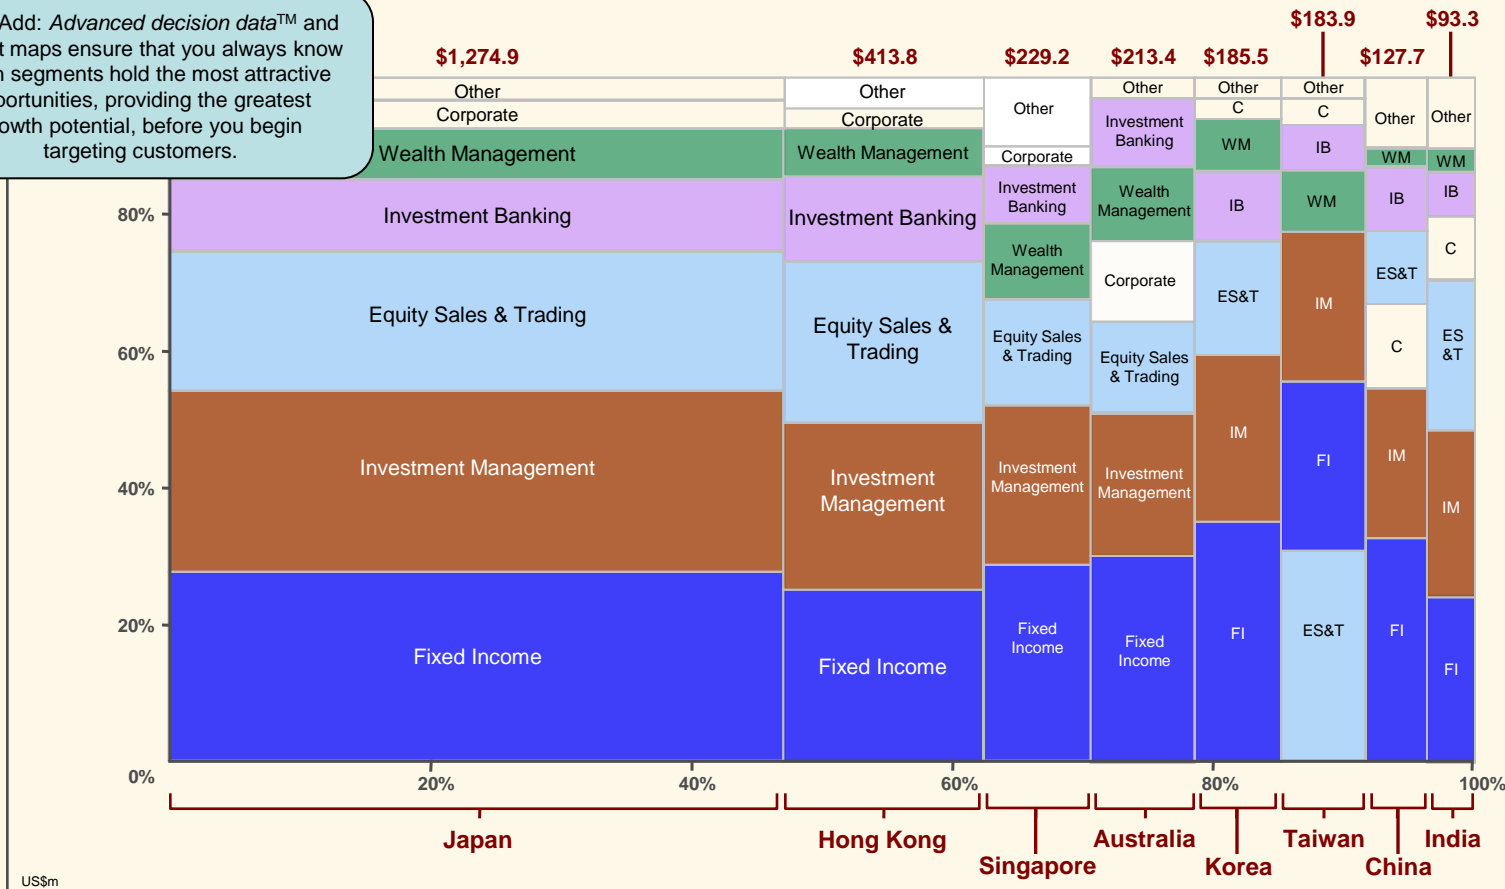 Add: Advanced decision data™ and
t maps ensure that you always know
segments hold the most attractive
ortunities, providing the greatest
owth potential, before you begin
targeting customers.
$1,274.9
$413.8
$229.2
$213.4
$185.5
$183.9
$127.7
$93.3
Other
Corporate
Wealth Management
Investment Banking
Equity Sales & Trading
Investment Management
Fixed Income
Other
Corporate
Wealth Management
Investment Banking
Equity Sales &
Trading
Investment
Management
Fixed Income
Other
Corporate
Investment
Banking
Wealth
Management
Equity Sales
& Trading
Investment
Management
Fixed
Income
Other
Investment
Banking
Wealth
Management
Corporate
Equity Sales
& Trading
Investment
Management
Fixed
Income
Other
C
WM
IB
ES&T
IM
FI
Other
C
IB
WM
IM
FI
ES&T
Other
WM
IB
ES&T
C
IM
FI
Other
WM
IB
C
ES
&T
IM
FI
80%
60%
40%
20%
0%
20%
40%
60%
80%
100%
Japan
Hong Kong
Singapore
Australia
Korea
Taiwan
China
India
US$m